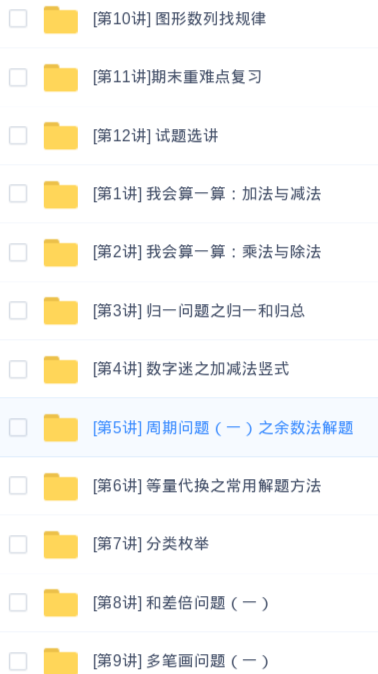 [第10讲] 图形数列找规律
[第11讲]期末重难点复习
[第12讲] 试题选讲
[第1讲] 我会算一算：加法与减法
[第2讲] 我会算一算：乘法与除法
[第3讲] 归一问题之归一和归总
[第4讲] 数字迷之加减法竖式
[第5讲] 周期问题（一）之余数法解题
[第6讲] 等量代换之常用解题方法
[第7讲] 分类枚举
[第8讲] 和差倍问题（一）
[第9讲] 多笔画问题（一）